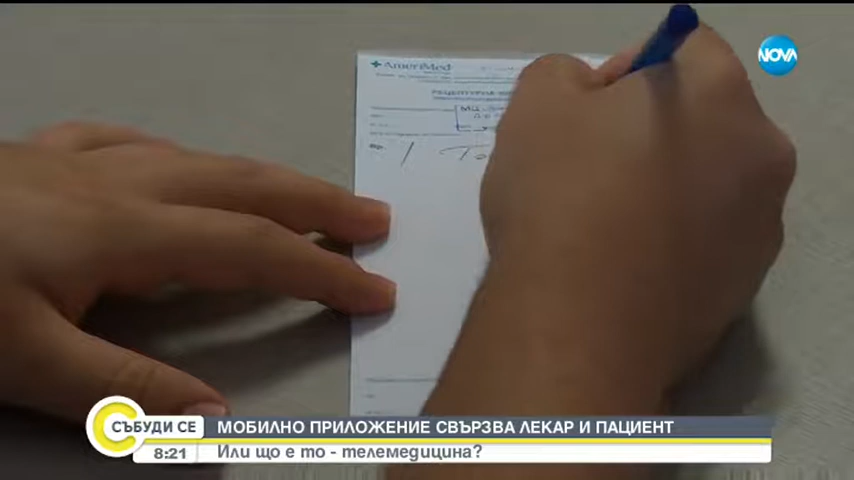 NOVA
AmeriMed
МОБИЛНО ПРИЛОЖЕНИЕ СВЪРЗВА ЛЕКАР И ПАЦИЕНТ
СЪБУДИ СЕ
8:21
Или що е то - телемедицина?